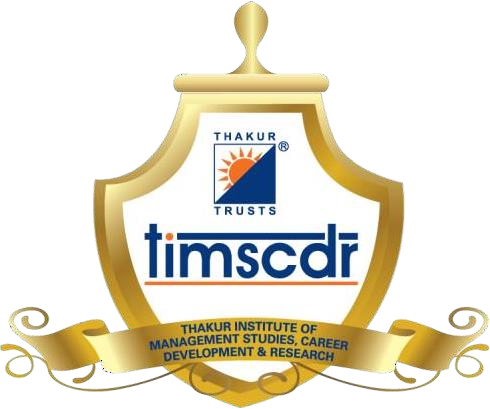 THAKUR
®
TRUSTS
timscdr
THAKUR INSTITUTE OF
MANAGEMENT STUDIES, CAREER
DEVELOPMENT & RESEARCH